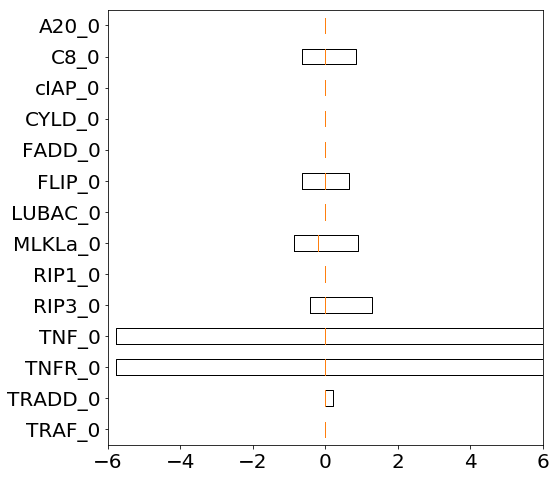 A20_0
C8_0
cIAP_0
CYLD_0
FADD_0
FLIP_0
LUBAC_0
MLKLa_0
RIP1_0
RIP3_0
TNF_0
TNFR_0
TRADD_0
TRAF_0
−6 −4 −2 0 2 4 6